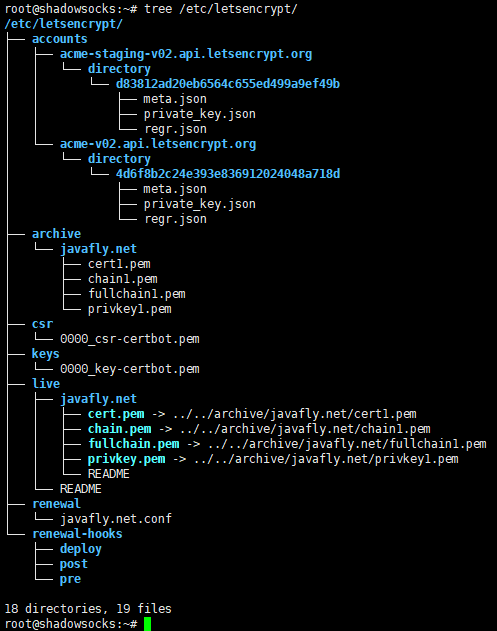 root@shadowsocks:~# tree /etc/letsencrypt/
/etc/letsencrypt/
├── accounts
│   ├── acme-staging-v02.api.letsencrypt.org
│   │   └── directory
│   │       └── d83812ad20eb6564c655ed499a9ef49b
│   │           ├── meta.json
│   │           ├── private_key.json
│   │           └── regr.json
│   └── acme-v02.api.letsencrypt.org
│       └── directory
│           └── 4d6f8b2c24e393e836912024048a718d
│               ├── meta.json
│               ├── private_key.json
│               └── regr.json
├── archive
│   └── javafly.net
│       ├── cert1.pem
│       ├── chain1.pem
│       ├── fullchain1.pem
│       └── privkey1.pem
├── csr
│   └── 0000_csr-certbot.pem
├── keys
│   └── 0000_key-certbot.pem
├── live
│   ├── javafly.net
│   │   ├── cert.pem -> ../../archive/javafly.net/cert1.pem
│   │   ├── chain.pem -> ../../archive/javafly.net/chain1.pem
│   │   ├── fullchain.pem -> ../../archive/javafly.net/fullchain1.pem
│   │   ├── privkey.pem -> ../../archive/javafly.net/privkey1.pem
│   │   └── README
│   └── README
├── renewal
│   └── javafly.net.conf
└── renewal-hooks
    ├── deploy
    ├── post
    └── pre

18 directories, 19 files
root@shadowsocks:~#